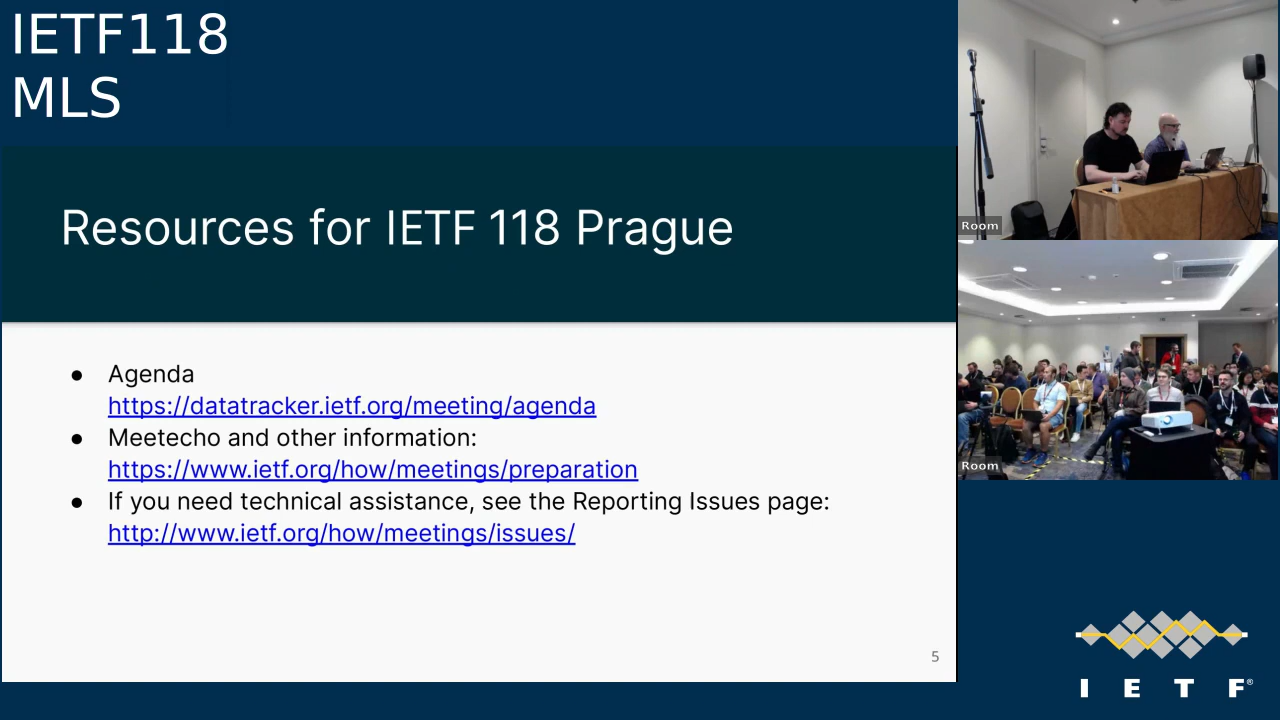 IETF118
MLS
Resources for IETF 118 Prague
● Agenda
https://datatracker.ietf.org/meeting/agenda
● Meetecho and other information:
https://www.ietf.org/how/meetings/preparation
● If you need technical assistance, see the Reporting Issues page:
http://www.ietf.org/how/meetings/issues/
5
Room
Room
I E T F®